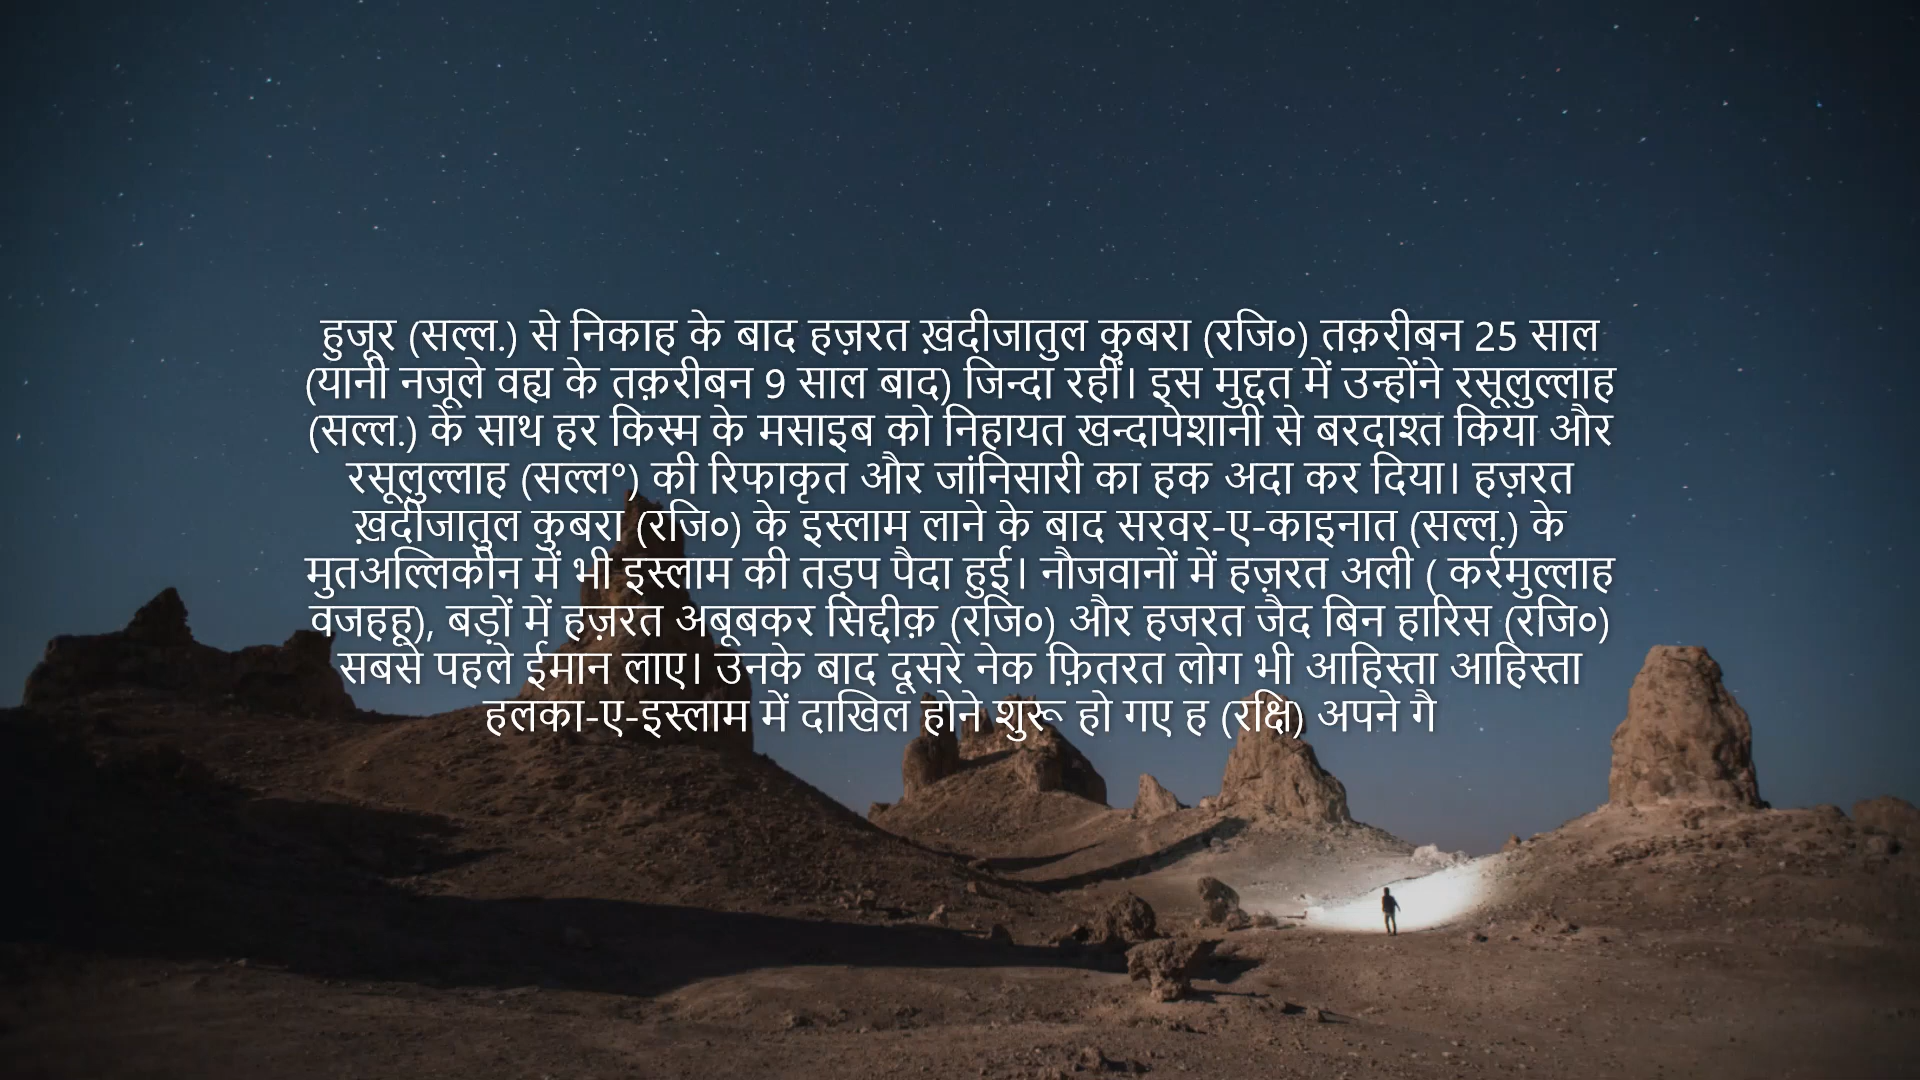 हुजूर (सल्ल.) से निकाह के बाद हज़रत ख़दीजातुल कुबरा (रजि०) तक़रीबन 25 साल
(यानी नजूले वह्य के तक़रीबन 9 साल बाद) जिन्दा रहीं। इस मुद्दत में उन्होंने रसूलुल्लाह
(सल्ल.) के साथ हर किस्म के मसाइब को निहायत खन्दापेशानी से बरदाश्त किया और
रसूलुल्लाह (सल्ल°) की रिफाकृत और जांनिसारी का हक अदा कर दिया। हज़रत
ख़दीजातुल कुबरा (रजि०) के इस्लाम लाने के बाद सरवर-ए-काइनात (सल्ल.) के
मुतअल्लिकीन में भी इस्लाम की तड़प पैदा हुई। नौजवानों में हज़रत अली ( कर्रमुल्लाह
वजहहू), बड़ों में हज़रत अबूबकर सिद्दीक़ (रजि०) और हजरत जैद बिन हारिस (रजि०)
सबसे पहले ईमान लाए। उनके बाद दूसरे नेक फ़ितरत लोग भी आहिस्ता आहिस्ता
हलका-ए-इस्लाम में दाखिल होने शुरू हो गए ह (रक्षि) अपने गै